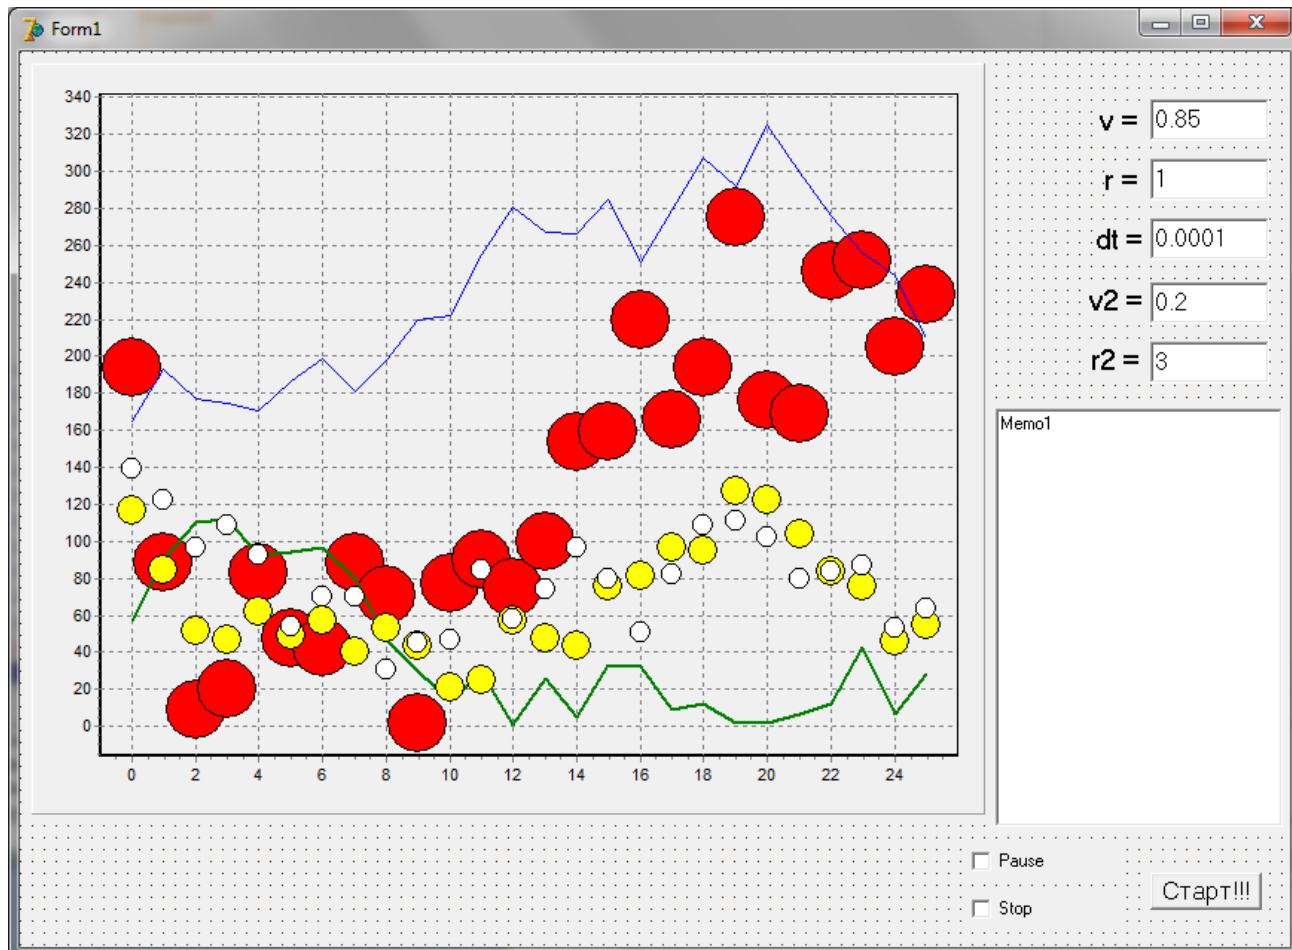 Form1
340
320
300
280
260
240
220
200
180
160
140
120
100
80
60
40
20
0
0 2 4 6 8 10 12 14 16 18 20 22 24
v = 0.85
r = 1
dt = 0.0001
v2 = 0.2
r2 = 3
Memo1
Pause
Stop
Старт!!!